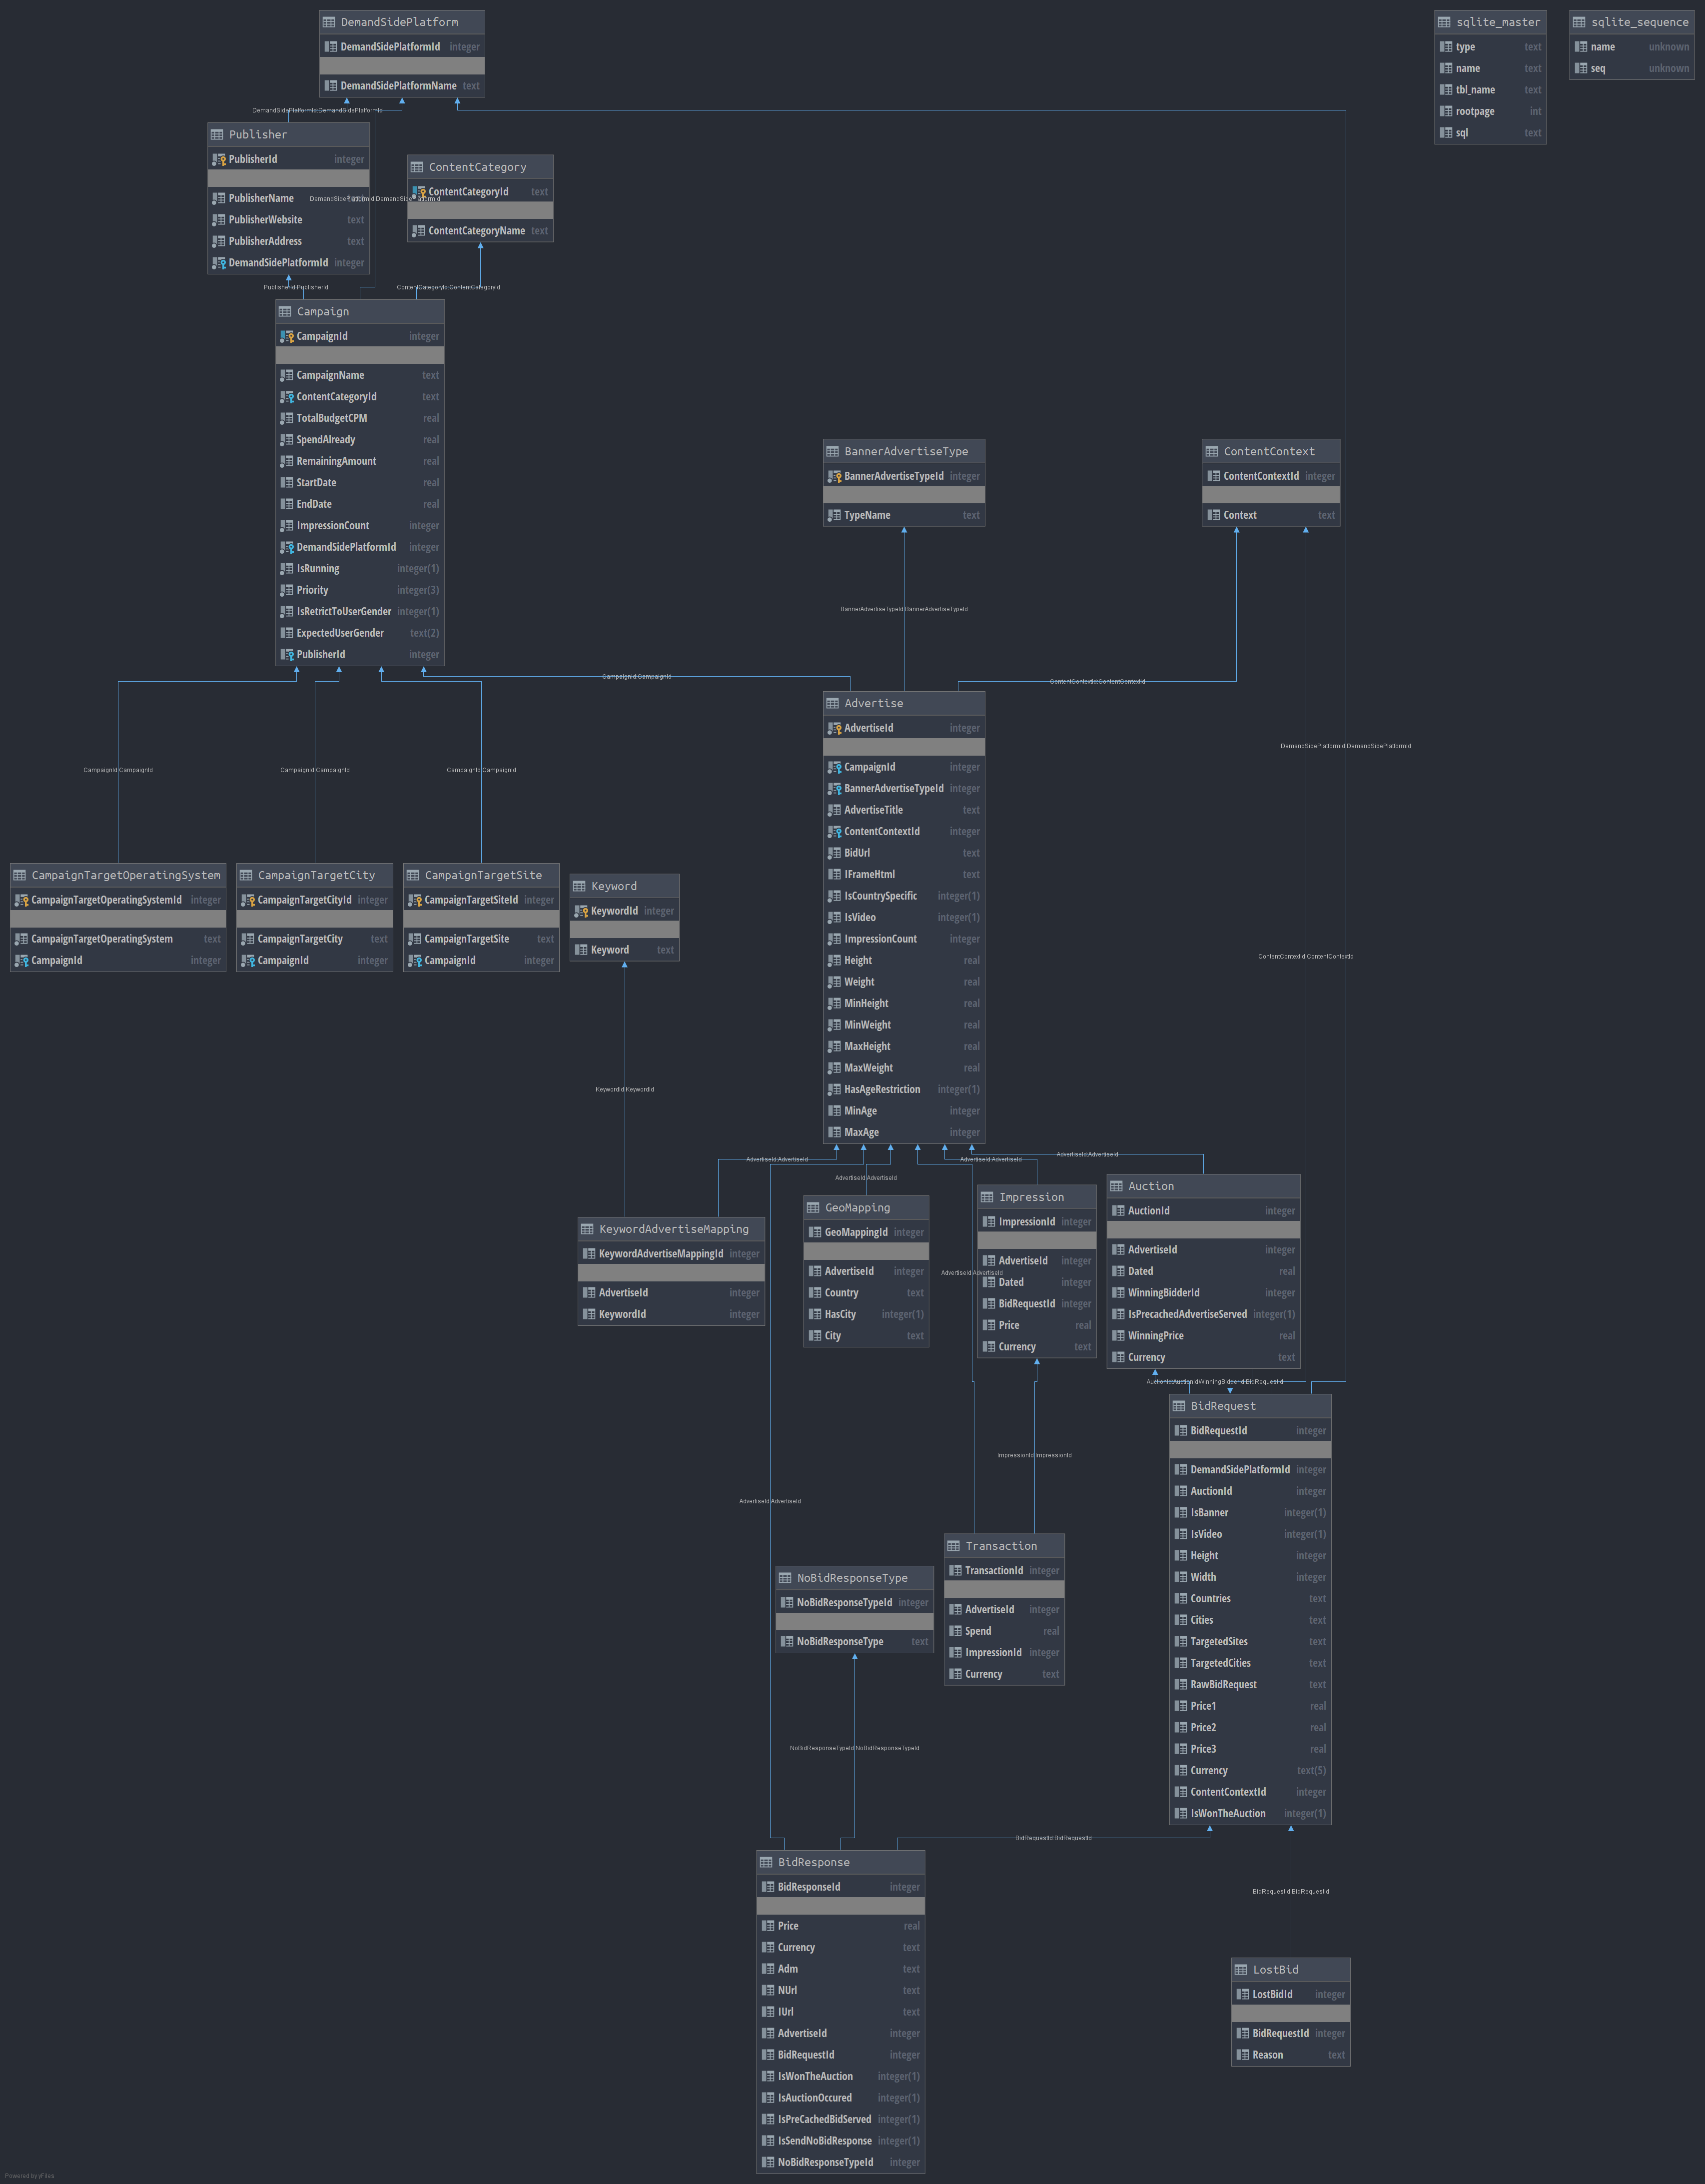 DemandSidePlatform
DemandSidePlatformId integer
DemandSidePlatformName text
sqlite_master
type text
name text
tbl_name text
rootpage int
sql text
sqlite_sequence
name unknown
seq unknown
DemandSidePlatformId:DemandSidePlatformId
Publisher
PublisherId integer
PublisherName
PublisherWebsite text
PublisherAddress text
DemandSidePlatformId integer
DemandSidePlatformId:DemandSidePlatformId
ContentCategory
ContentCategoryId text
ContentCategoryName text
PublisherId:PublisherId
ContentCategoryId:ContentCategoryId
Campaign
CampaignId integer
CampaignName text
ContentCategoryId text
TotalBudgetCPM real
SpendAlready real
RemainingAmount real
StartDate real
EndDate real
ImpressionCount integer
DemandSidePlatformId integer
IsRunning integer(1)
Priority integer(3)
IsRetrictToUserGender integer(1)
ExpectedUserGender text(2)
PublisherId integer
BannerAdvertiseType
BannerAdvertiseTypeId integer
TypeName text
ContentContext
ContentContextId integer
Context text
BannerAdvertiseTypeId:BannerAdvertiseTypeId
CampaignId:CampaignId
ContentContextId:ContentContextId
DemandSidePlatformId:DemandSidePlatformId
CampaignId:CampaignId
CampaignId:CampaignId
CampaignId:CampaignId
Advertise
AdvertiseId integer
CampaignId integer
BannerAdvertiseTypeId integer
AdvertiseTitle text
ContentContextId integer
BidUrl text
IFrameHtml text
IsCountrySpecific integer(1)
IsVideo integer(1)
ImpressionCount integer
Height real
Weight real
MinHeight real
MinWeight real
MaxHeight real
MaxWeight real
HasAgeRestriction integer(1)
MinAge integer
MaxAge integer
CampaignTargetOperatingSystem
CampaignTargetOperatingSystemId integer
CampaignTargetOperatingSystem text
CampaignId integer
CampaignTargetCity
CampaignTargetCityId integer
CampaignTargetCity text
CampaignId integer
CampaignTargetSite
CampaignTargetSiteId integer
CampaignTargetSite text
CampaignId integer
Keyword
KeywordId integer
Keyword text
ContentContextId:ContentContextId
KeywordId:KeywordId
AdvertiseId:AdvertiseId
AdvertiseId:AdvertiseId
AdvertiseId:AdvertiseId
AdvertiseId:AdvertiseId
KeywordAdvertiseMapping
KeywordAdvertiseMappingId integer
AdvertiseId integer
KeywordId integer
GeoMapping
GeoMappingId integer
AdvertiseId integer
Country text
HasCity integer(1)
City text
Impression
ImpressionId integer
AdvertiseId integer
Dated integer
BidRequestId integer
Price real
Currency text
AdvertiseId:AdvertiseId
Auction
AuctionId integer
AdvertiseId integer
Dated real
WinningBidderId integer
IsPrecachedAdvertiseServed integer(1)
WinningPrice real
Currency text
AuctionId:AuctionId
WinningBidderId:BidRequestId
BidRequest
BidRequestId integer
DemandSidePlatformId integer
AuctionId integer
IsBanner integer(1)
IsVideo integer(1)
Height integer
Width integer
Countries text
Cities text
TargetedSites text
TargetedCities text
RawBidRequest text
Price1 real
Price2 real
Price3 real
Currency text(5)
ContentContextId integer
IsWonTheAuction integer(1)
ImpressionId:ImpressionId
AdvertiseId:AdvertiseId
Transaction
TransactionId integer
AdvertiseId integer
Spend real
ImpressionId integer
Currency text
NoBidResponseType
NoBidResponseTypeId integer
NoBidResponseType text
NoBidResponseTypeId:NoBidResponseTypeId
BidRequestId:BidRequestId
BidRequestId:BidRequestId
BidResponse
BidResponseId integer
Price real
Currency text
Adm text
NUrl text
IUrl text
AdvertiseId integer
BidRequestId integer
IsWonTheAuction integer(1)
IsAuctionOccured integer(1)
IsPreCachedBidServed integer(1)
IsSendNoBidResponse integer(1)
NoBidResponseTypeId integer
LostBid
LostBidId integer
BidRequestId integer
Reason text
Powered by yFiles